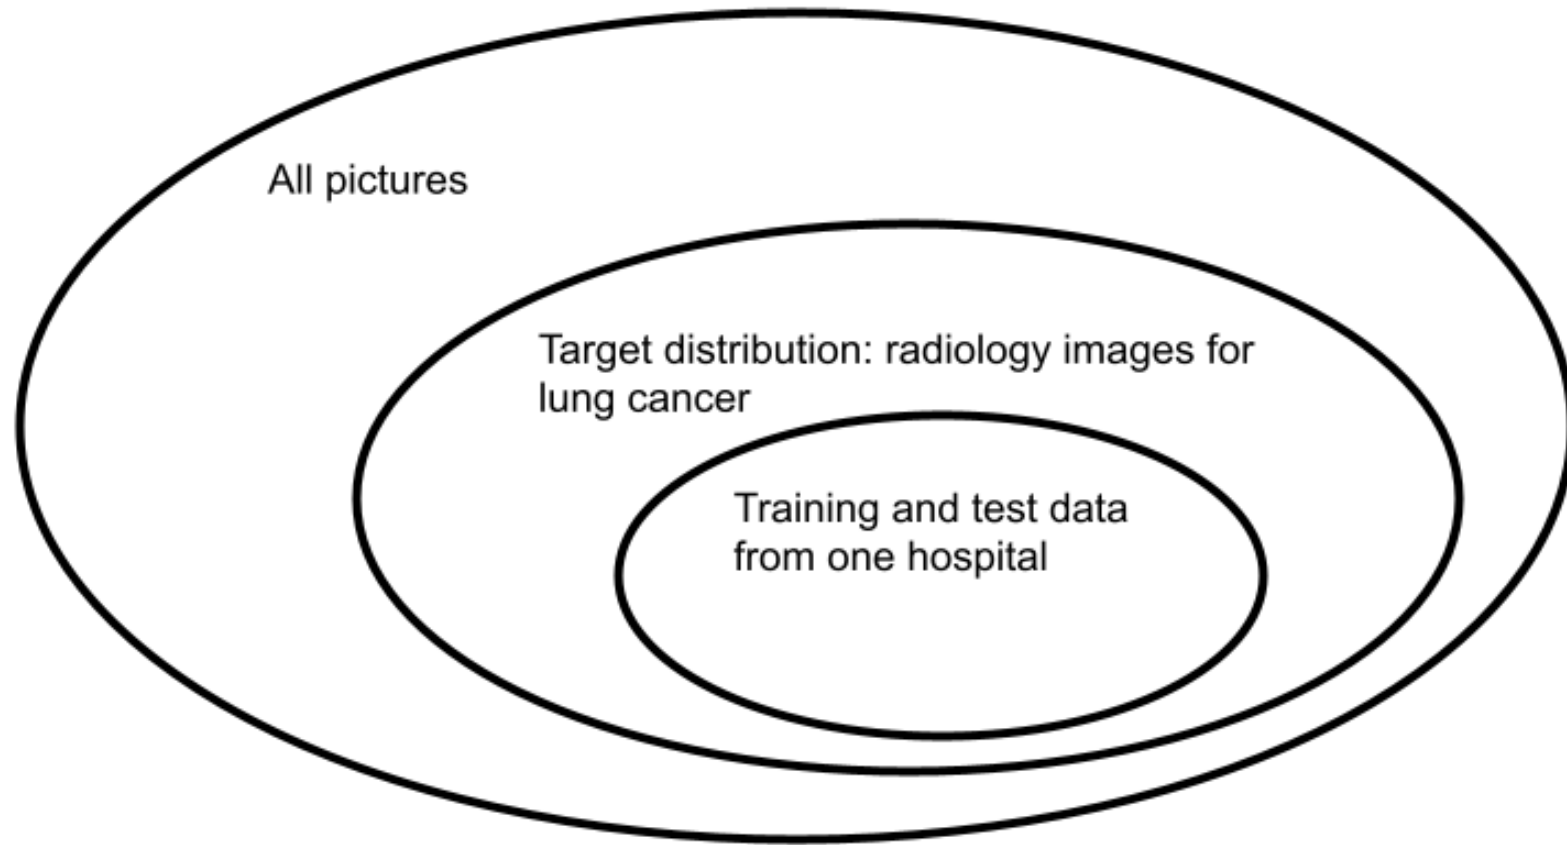 All pictures
Target distribution: radiology images for
lung cancer
Training and test data
from one hospital